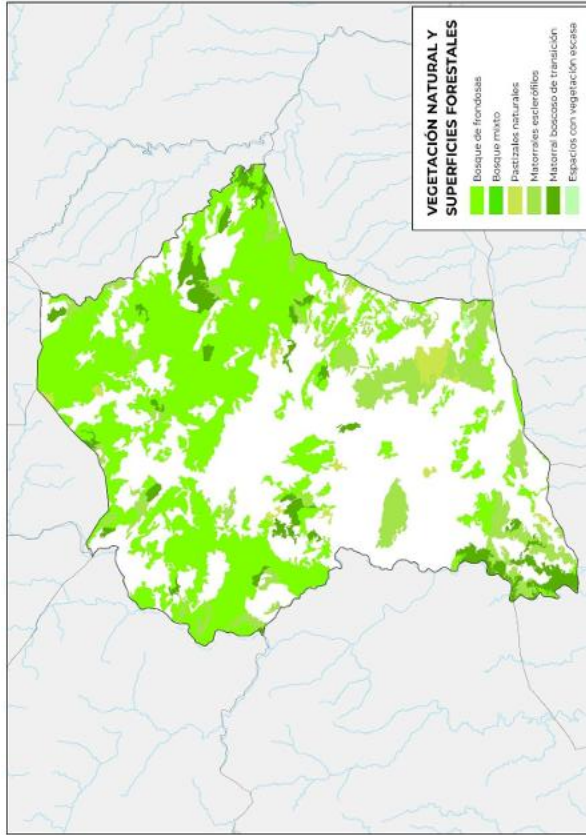 VEGETACIÓN NATURAL Y
SUPERFICIES FORESTALES
Bosque de frondosas
Bosque mixto
Pastizales naturales
Matorrales esclerófilos
Matorral boscoso de transición
Espacios con vegetación escasa